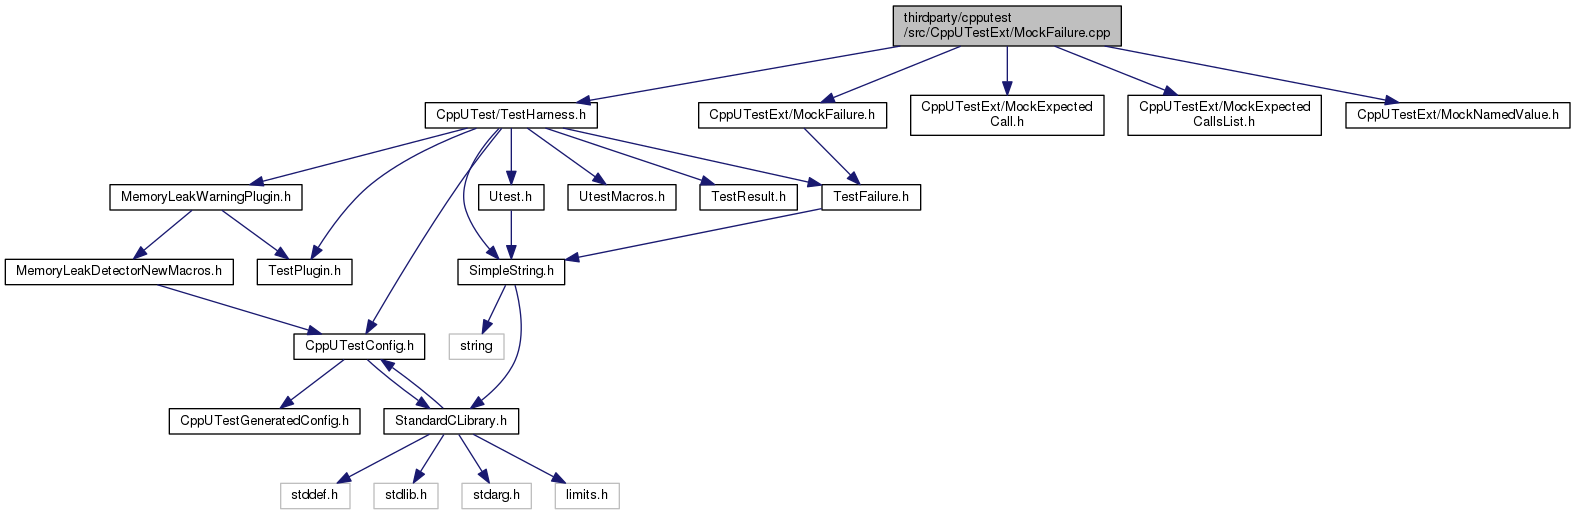 thirdparty/cpputest
/src/CppUTestExt/MockFailure.cpp
CppUTest/TestHarness.h
CppUTestExt/MockFailure.h
CppUTestExt/MockExpected
Call.h
CppUTestExt/MockExpected
CallsList.h
CppUTestExt/MockNamedValue.h
MemoryLeakWarningPlugin.h
Utest.h
UtestMacros.h
TestResult.h
TestFailure.h
MemoryLeakDetectorNewMacros.h
TestPlugin.h
SimpleString.h
CppUTestConfig.h
string
CppUTestGeneratedConfig.h
StandardCLibrary.h
stddef.h
stdlib.h
stdarg.h
limits.h